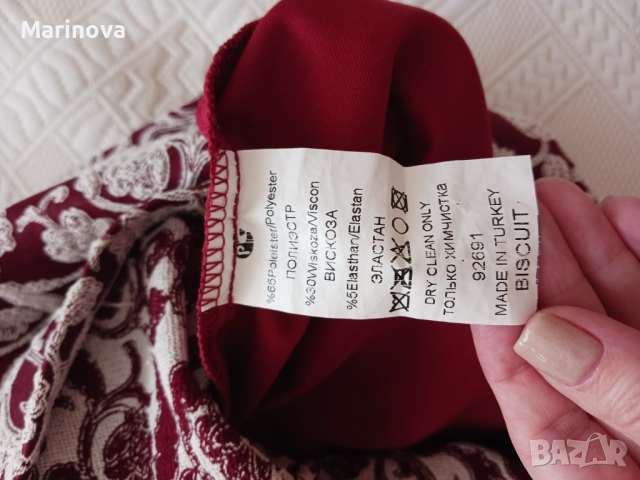 Marinova
P
%65Poleister/Polyester
ПОЛИЭСТР
%30Wiskoza/Viscon
ВИСКОЗА
%5Elasthan/Elastan
ЭЛАСТАН
DRY CLEAN ONLY
ТОЛЬКО ХИМЧИСТКА
92691
MADE IN TURKEY
BISCUIT
BAZAR